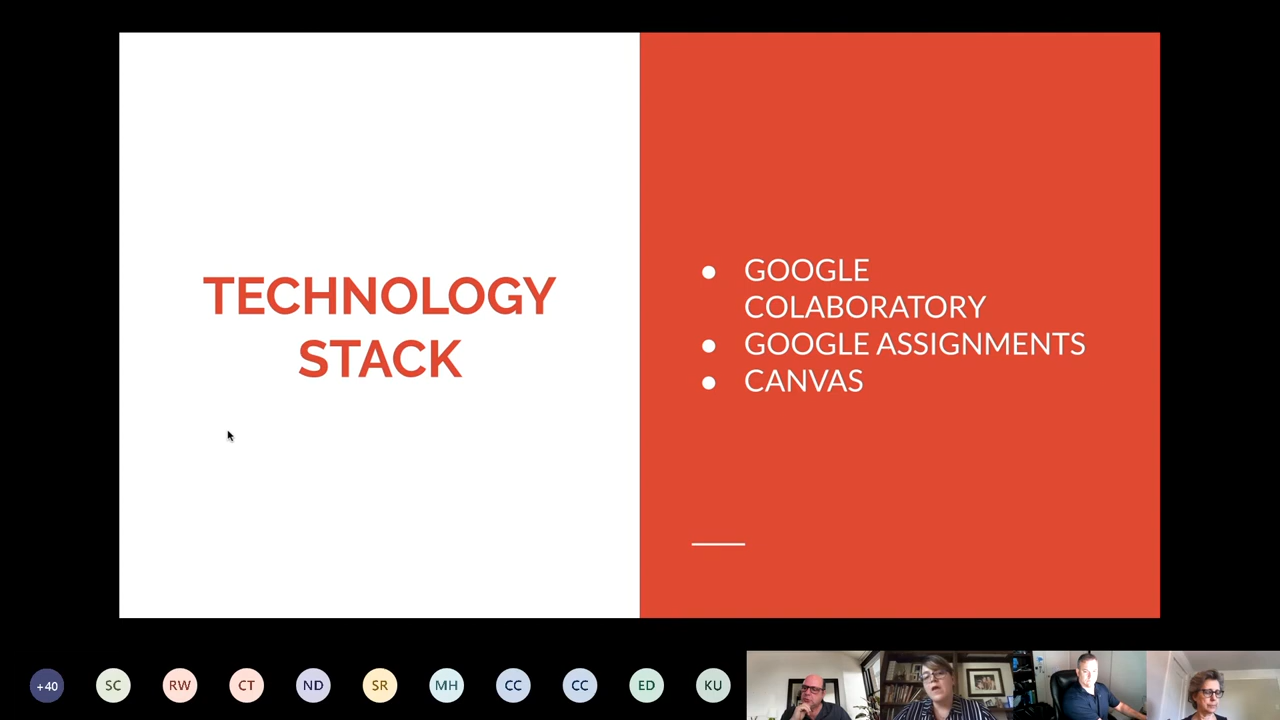 TECHNOLOGY
STACK
GOOGLE
COLABORATORY
GOOGLE ASSIGNMENTS
CANVAS
+40
SC
RW
CT
ND
SR
MH
CC
CC
ED
KU